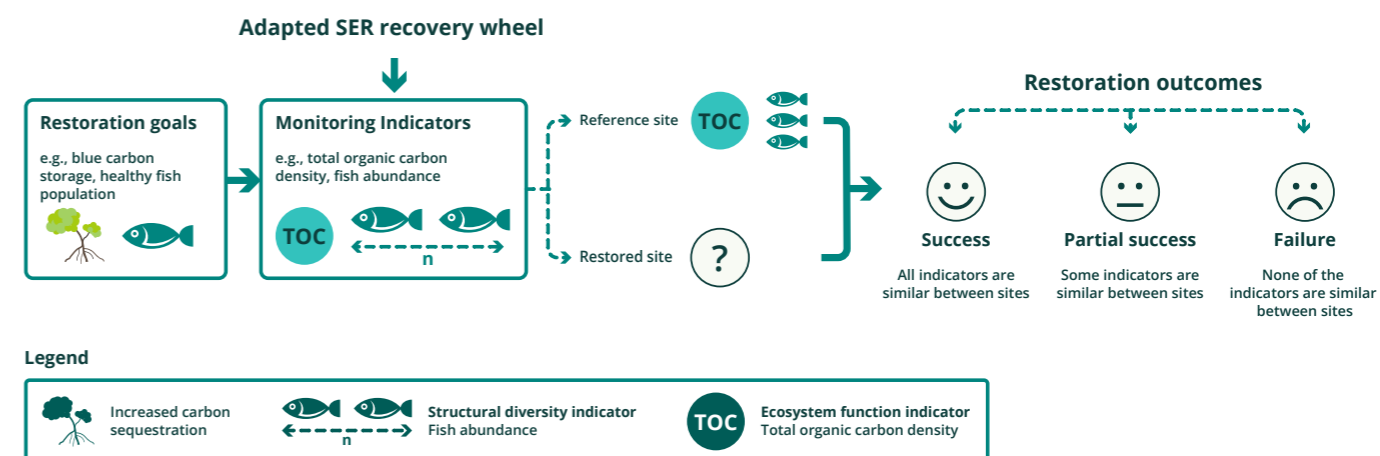 Adapted SER recovery wheel
Restoration goals
e.g., blue carbon
storage, healthy fish
population
Monitoring Indicators
e.g., total organic carbon
density, fish abundance
TOC
n
Reference site
TOC
Restored site
?
Restoration outcomes
Success
All indicators are
similar between sites
Partial success
Some indicators are
similar between sites
Failure
None of the
indicators are similar
between sites
Legend
Increased carbon
sequestration
n
Structural diversity indicator
Fish abundance
TOC
Ecosystem function indicator
Total organic carbon density